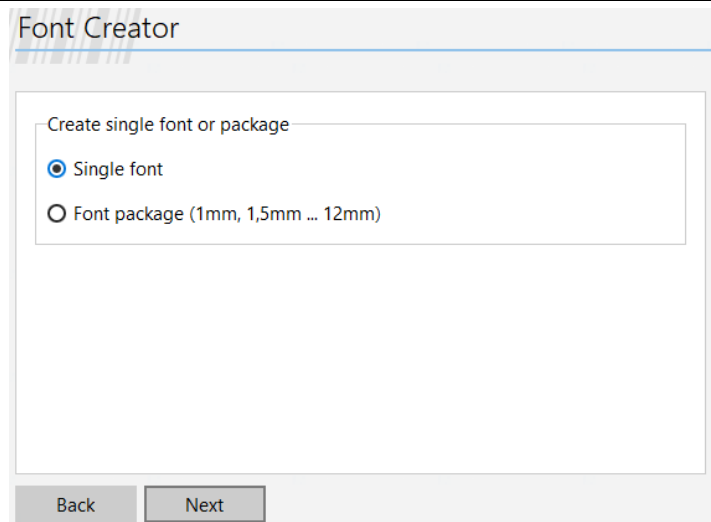 Font Creator
Create single font or package
Single font
Font package (1mm, 1,5mm ... 12mm)
Back Next